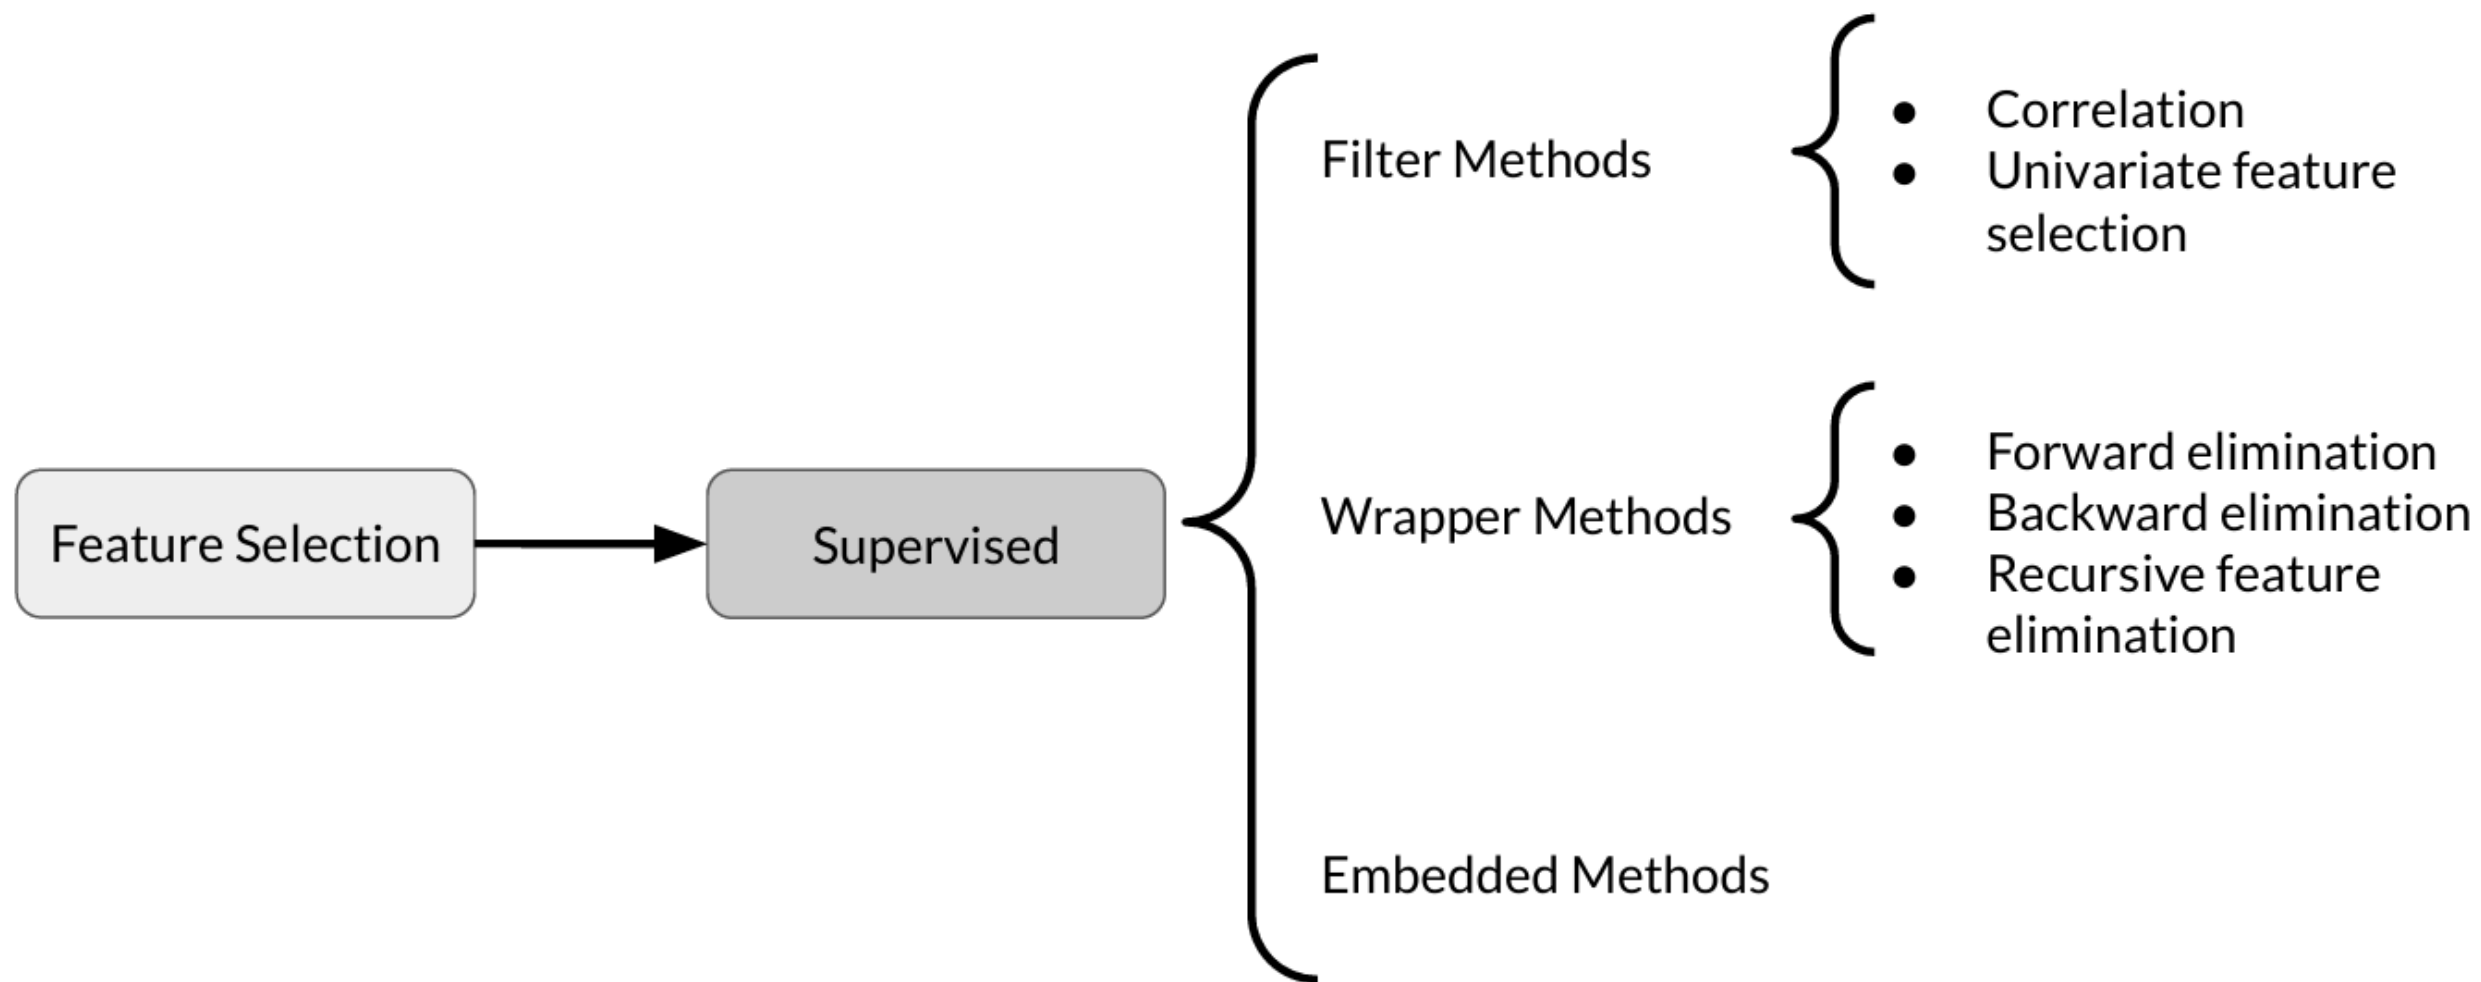 Feature Selection
Supervised
Filter Methods
● Correlation
● Univariate feature
selection
Wrapper Methods
● Forward elimination
● Backward elimination
● Recursive feature
elimination
Embedded Methods